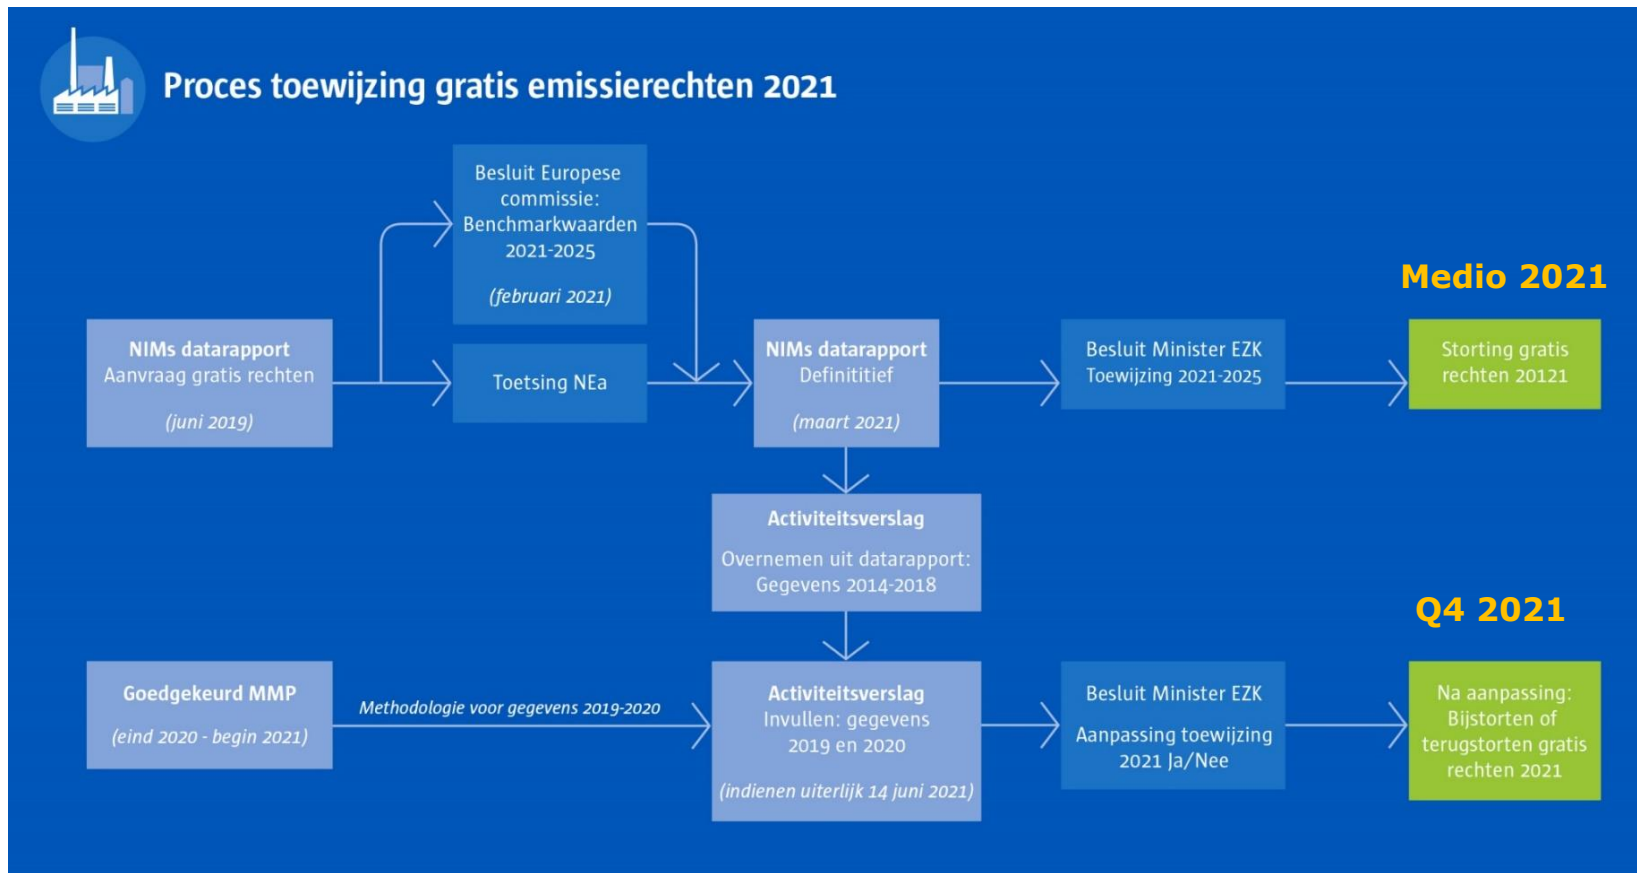 Proces toewijzing gratis emissierechten 2021
Besluit Europese
commissie:
Benchmarkwaarden
2021-2025
(februari 2021)
Medio 2021
NIMs datarapport
Aanvraag gratis rechten
(juni 2019)
Toetsing NEa
NIMs datarapport
Definititief
(maart 2021)
Besluit Minister EZK
Toewijzing 2021-2025
Storting gratis
rechten 20121
Activiteitsverslag
Overnemen uit datarapport:
Gegevens 2014-2018
Q4 2021
Goedgekeurd MMP
(eind 2020 - begin 2021)
Methodologie voor gegevens 2019-2020
Activiteitsverslag
Invullen: gegevens
2019 en 2020
(indienen uiterlijk 14 juni 2021)
Besluit Minister EZK
Aanpassing toewijzing
2021 Ja/Nee
Na aanpassing:
Bijstorten of
terugstorten gratis
rechten 2021